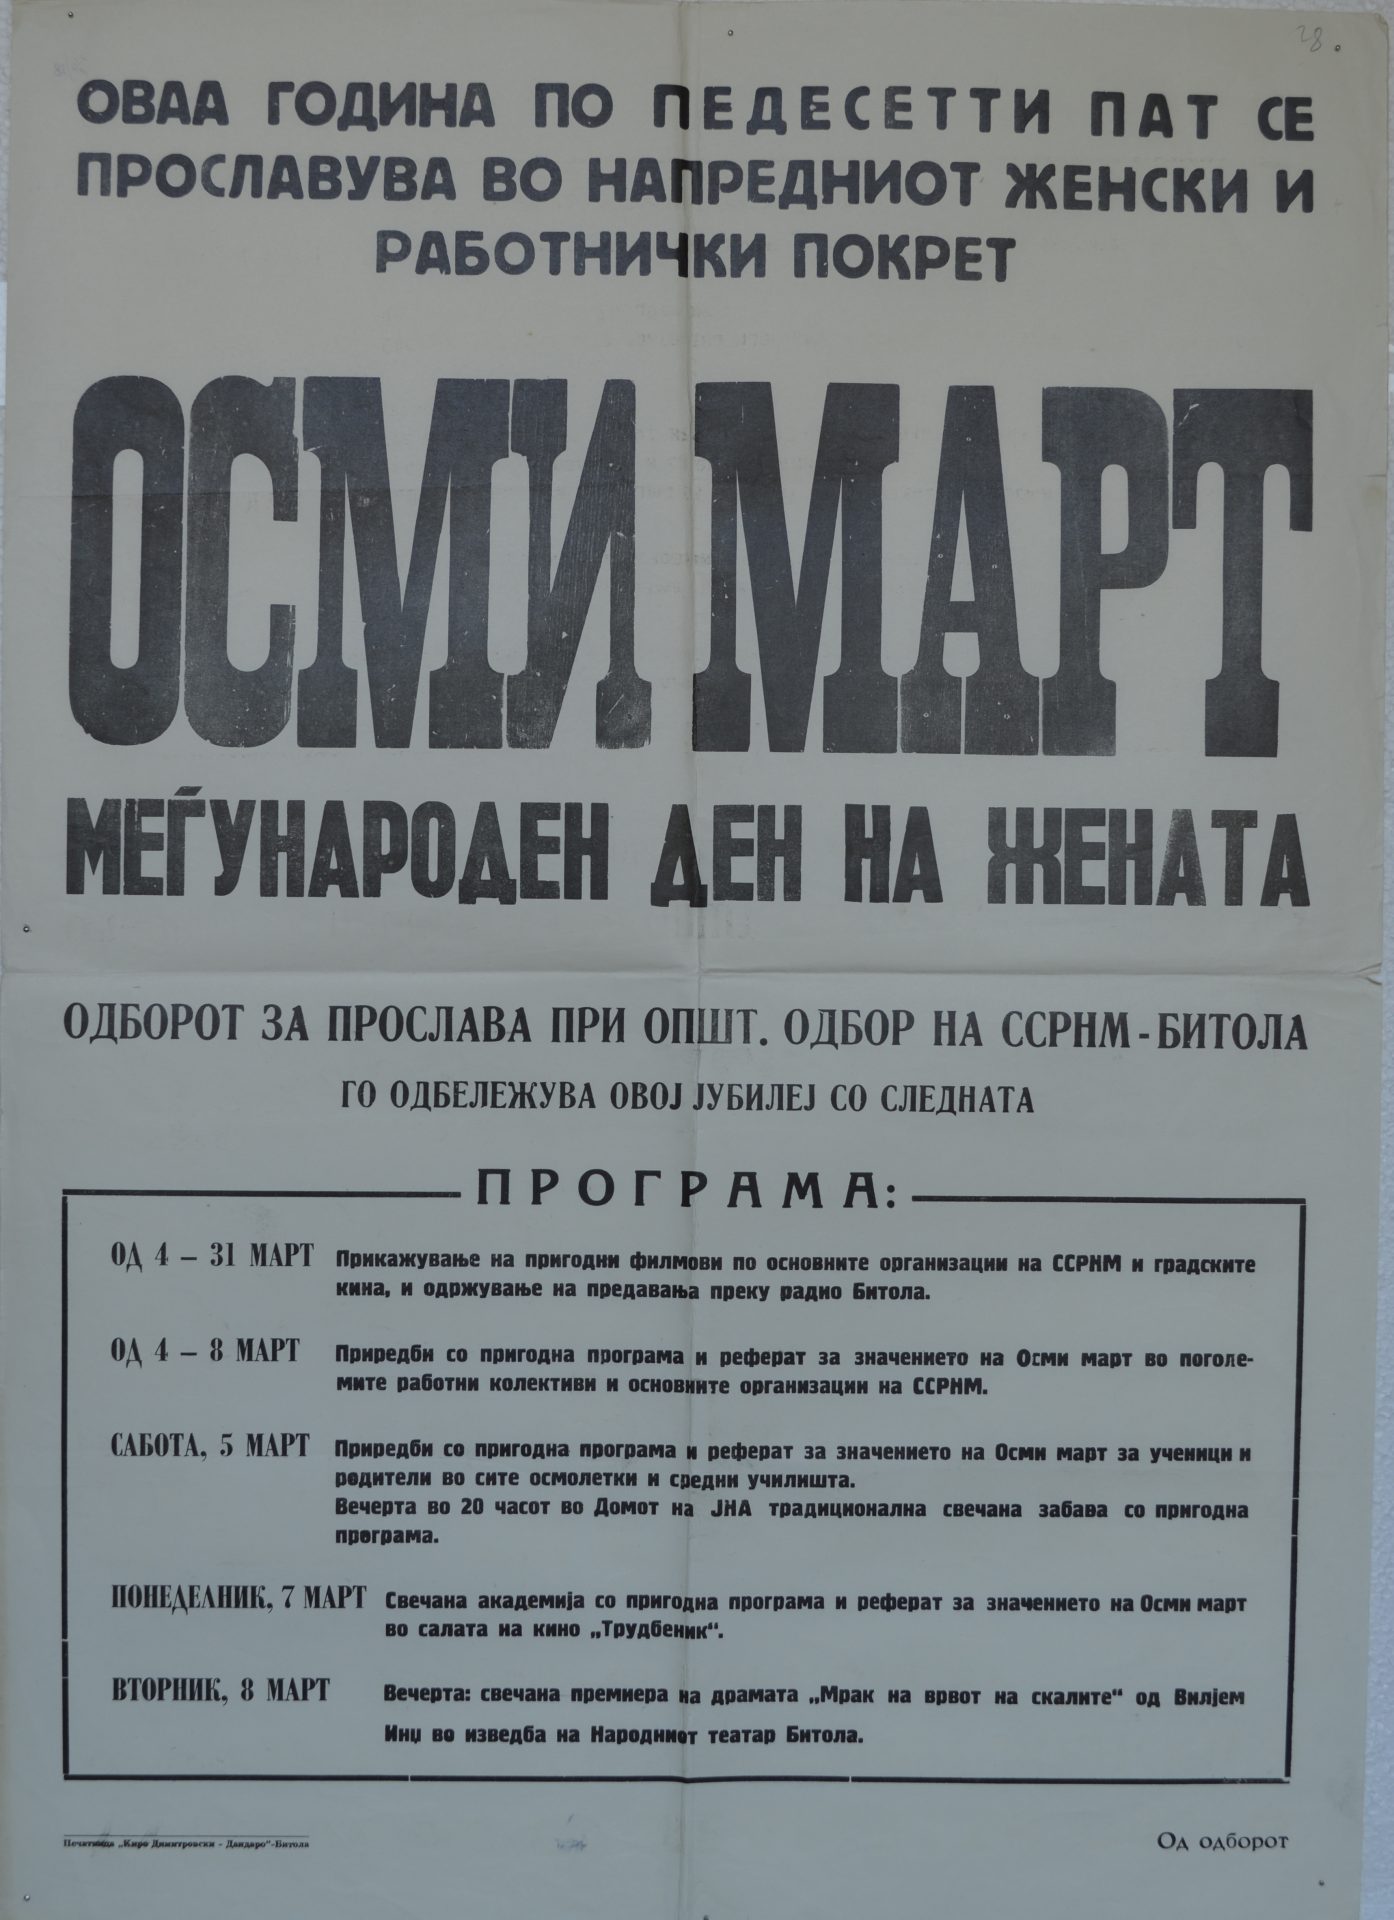 28
ОВАА ГОДИНА ПО ПЕДЕСЕТТИ ПАТ СЕ
ПРОСЛАВУВА ВО НАПРЕДНИОТ ЖЕНСКИ И
РАБОТНИЧКИ ПОКРЕТ
ОСМИ МАРТ
МЕЃУНАРОДЕН ДЕН НА ЖЕНАТА
ОДБОРОТ ЗА ПРОСЛАВА ПРИ ОПШТ. ОДБОР НА ССРНМ - БИТОЛА
ГО ОДБЕЛЕЖУВА ОВОЈ ЈУБИЛЕЈ СО СЛЕДНАТА
ПРОГРАМА:
ОД 4 – 31 МАРТ Прикажување на пригодни филмови по основните организации на ССРНМ и градските
кина, и одржување на предавања преку радио Битола.
ОД 4 – 8 МАРТ Приредби со пригодна програма и реферат за значението на Осми март во поголе-
мите работни колективи и основните организации на ССРНМ.
САБОТА, 5 МАРТ Приредби со пригодна програма и реферат за значението на Осми март за ученици и
родители во сите осмолетки и средни училишта.
Вечерта во 20 часот во Домот на ЈНА традиционална свечана забава со пригодна
програма.
ПОНЕДЕЛНИК, 7 МАРТ Свечана академија со пригодна програма и реферат за значението на Осми март
во салата на кино „Трудбеник“.
ВТОРНИК, 8 МАРТ Вечерта: свечана премиера на драмата „Мрак на врвот на скалите“ од Вилјем
Инџ во изведба на Народниот театар Битола.
Печатница „Киро Димитровски - Дандаро“-Битола
Од одборот